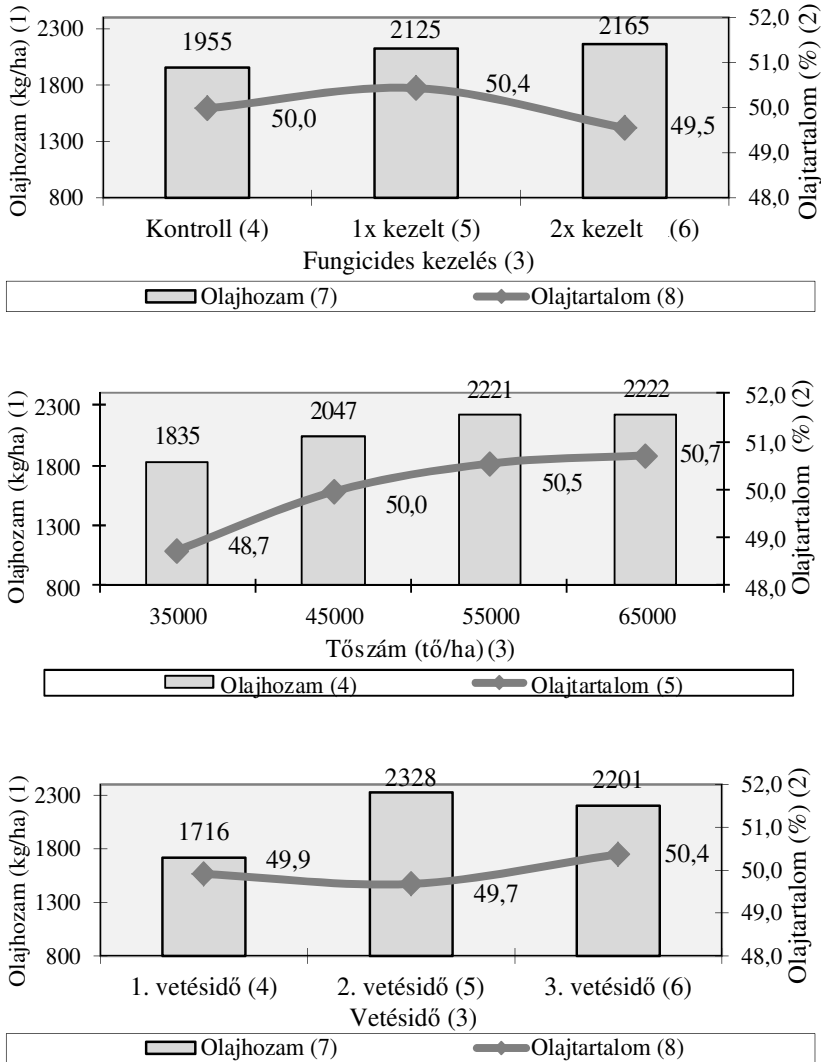 Olajhozam (kg/ha) (1)
2300
1800
1300
800
1955
2125
2165
50,0
50,4
49,5
52,0
51,0
50,0
49,0
48,0
Olajtartalom (%) (2)
Kontroll (4)
1x kezelt (5)
2x kezelt (6)
Fungicides kezelés (3)
Olajhozam (7)
Olajtartalom (8)
Olajhozam (kg/ha) (1)
2300
1800
1300
800
1835
2047
2221
2222
48,7
50,0
50,5
50,7
52,0
51,0
50,0
49,0
48,0
Olajtartalom (%) (2)
35000
45000
55000
65000
Tőszám (tő/ha) (3)
Olajhozam (4)
Olajtartalom (5)
Olajhozam (kg/ha) (1)
2300
1800
1300
800
1716
2328
2201
49,9
49,7
50,4
52,0
51,0
50,0
49,0
48,0
Olajtartalom (%) (2)
1. vetésidő (4)
2. vetésidő (5)
3. vetésidő (6)
Vetésidő (3)
Olajhozam (7)
Olajtartalom (8)